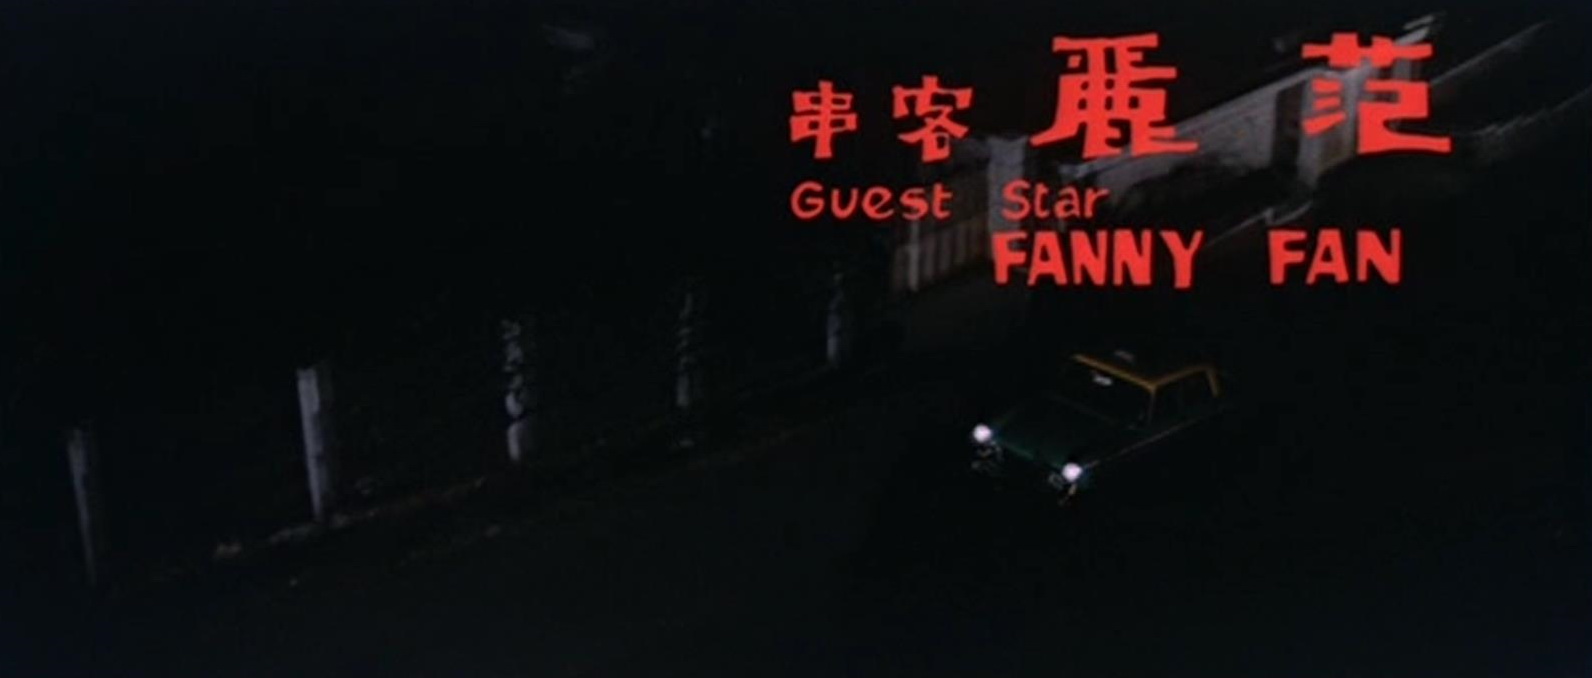 范麗客串
Guest Star
FANNY FAN